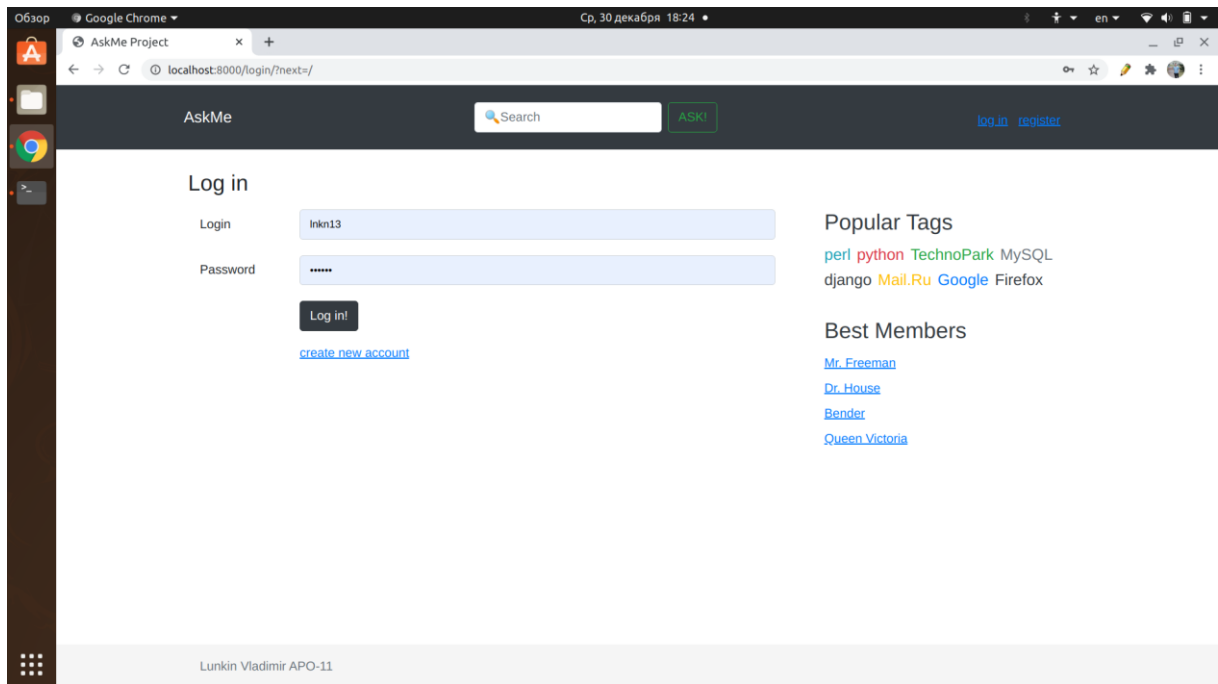 Обзор Google Chrome Ср, 30 декабря 18:24 en
AskMe Project
localhost:8000/login/?next=/
AskMe Search ASK! log in register
Log in
Login lnkn13
Password ••••••
Log in!
create new account
Popular Tags
perl python TechnoPark MySQL
django Mail.Ru Google Firefox
Best Members
Mr. Freeman
Dr. House
Bender
Queen Victoria
Lunkin Vladimir APO-11